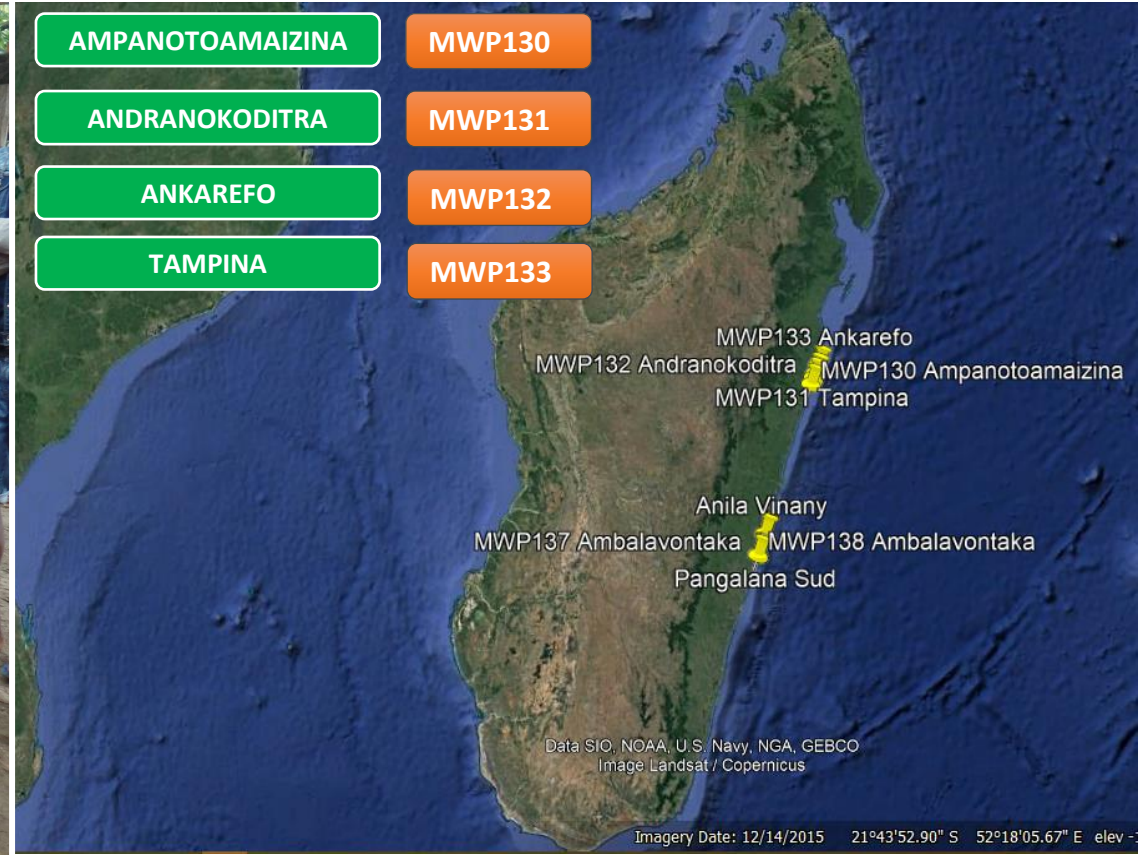 AMPANOTOAMAIZINA MWP130
ANDRANOKODITRA MWP131
ANKAREFO MWP132
TAMPINA MWP133
MWP133 Ankarefo
MWP132 Andranokoditra
MWP130 Ampanotoamaizina
MWP131 Tampina
Anila Vinany
MWP137 Ambalavontaka
MWP138 Ambalavontaka
Pangalana Sud
Data SIO, NOAA, U.S. Navy, NGA, GEBCO
Image Landsat / Copernicus
Imagery Date: 12/14/2015 21°43'52.90" S 52°18'05.67" E elev